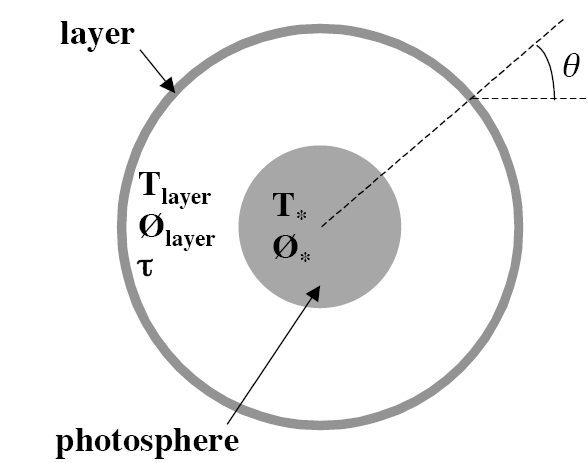 layer
θ
T_layer
Ø_layer
τ
T_*
Ø_*
photosphere